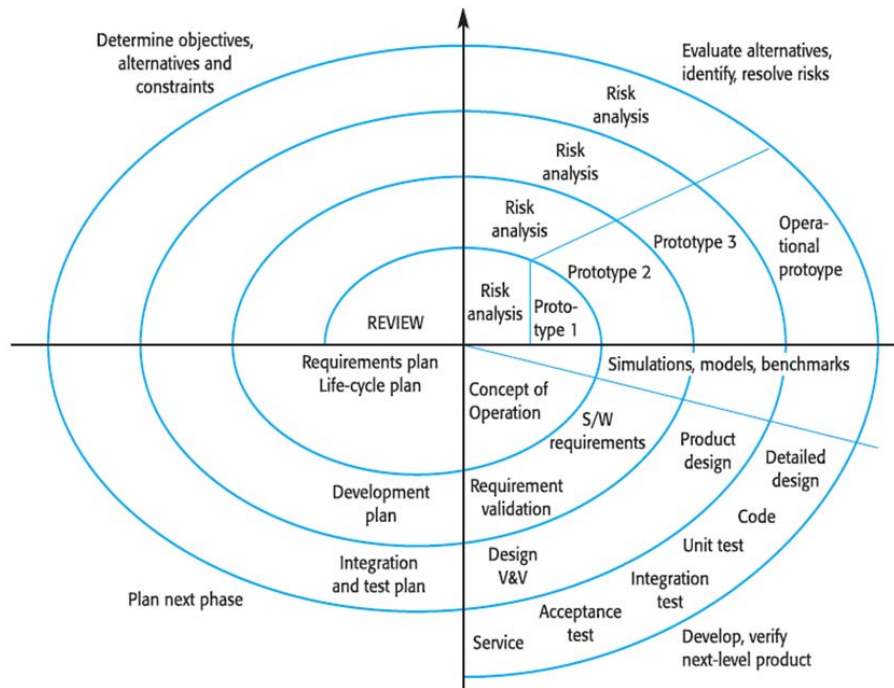 Determine objectives,
alternatives and
constraints
Evaluate alternatives,
identify, resolve risks
Risk
analysis
Risk
analysis
Risk
analysis
Risk
analysis
Proto-
type 1
Prototype 2
Prototype 3
Opera-
tional
protoype
REVIEW
Requirements plan
Life-cycle plan
Simulations, models, benchmarks
Concept of
Operation
S/W
requirements
Product
design
Detailed
design
Development
plan
Requirement
validation
Code
Unit test
Integration
and test plan
Design
V&V
Integration
test
Plan next phase
Acceptance
test
Service
Develop, verify
next-level product